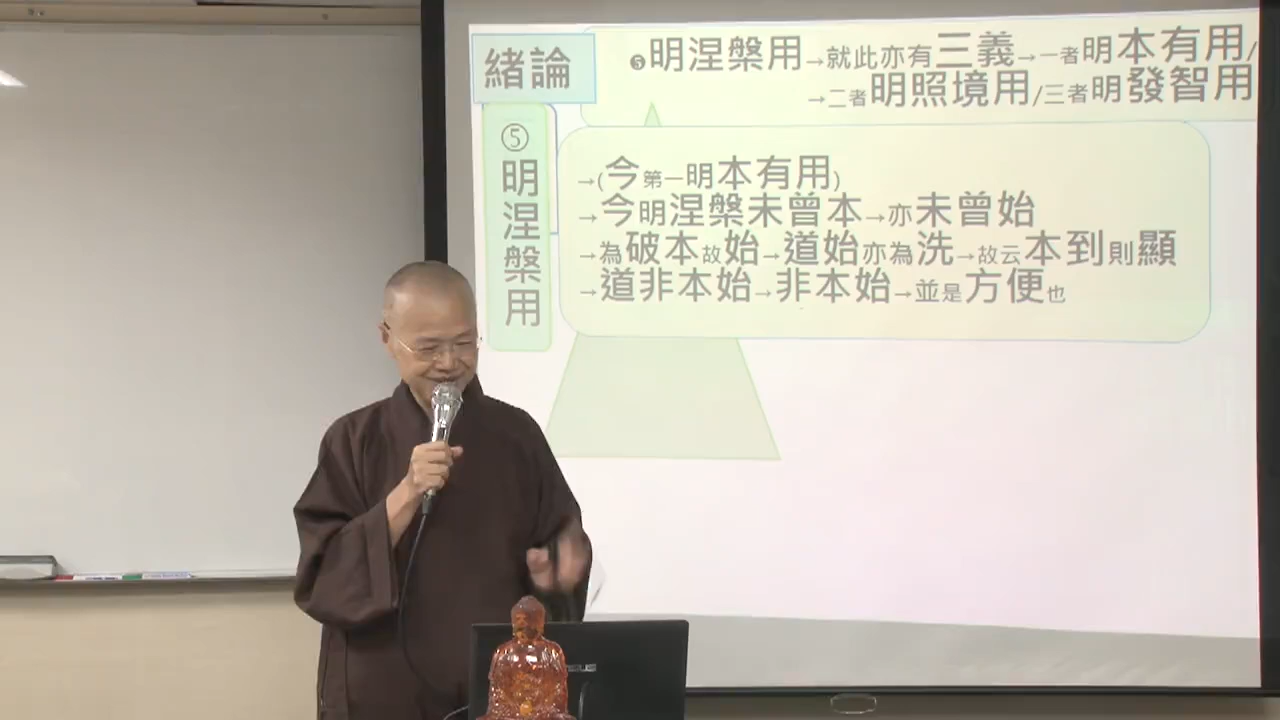 緒論
❺明涅槃用→就此亦有三義→一者明本有用/
→二者明照境用/三者明發智用
⑤明涅槃用
→(今第一明本有用)
→今明涅槃未曾本→亦未曾始
→為破本故始→道始亦為洗→故云本到則顯
→道非本始→非本始→並是方便也
ASUS